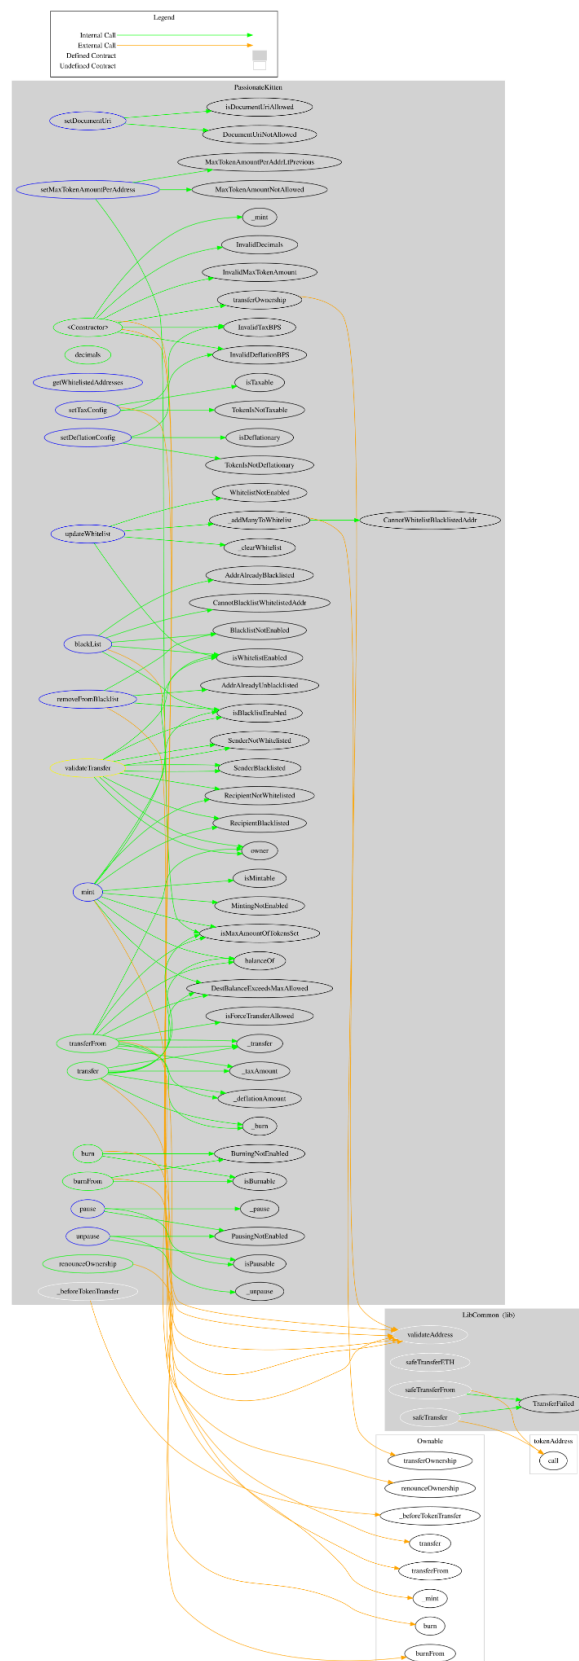 Legend
Internal Call
External Call
Defined Contract
Undefined Contract
PassionateKitten
isDocumentUriAllowed
setDocumentUri
DocumentUriNotAllowed
MaxTokenAmountPerAddrLtPrevious
setMaxTokenAmountPerAddress
MaxTokenAmountNotAllowed
_mint
InvalidDecimals
InvalidMaxTokenAmount
transferOwnership
<Constructor>
InvalidTaxBPS
decimals
InvalidDeflationBPS
getWhitelistedAddresses
isTaxable
setTaxConfig
TokenIsNotTaxable
setDeflationConfig
isDeflationary
TokenIsNotDeflationary
WhitelistNotEnabled
_addManyToWhitelist
CannotWhitelistBlacklistedAddr
updateWhitelist
_clearWhitelist
AddrAlreadyBlacklisted
CannotBlacklistWhitelistedAddr
BlacklistNotEnabled
blackList
isWhitelistEnabled
AddrAlreadyUnblacklisted
removeFromBlacklist
isBlacklistEnabled
SenderNotWhitelisted
validateTransfer
SenderBlacklisted
RecipientNotWhitelisted
RecipientBlacklisted
owner
isMintable
mint
MintingNotEnabled
isMaxAmountOfTokensSet
balanceOf
DestBalanceExceedsMaxAllowed
isForceTransferAllowed
transferFrom
_transfer
transfer
_taxAmount
_deflationAmount
_burn
burn
BurningNotEnabled
burnFrom
isBurnable
pause
_pause
unpause
PausingNotEnabled
renounceOwnership
isPausable
_beforeTokenTransfer
_unpause
LibCommon (lib)
validateAddress
safeTransferETH
safeTransferFrom
TransferFailed
safeTransfer
Ownable
tokenAddress
transferOwnership
call
renounceOwnership
_beforeTokenTransfer
transfer
transferFrom
_mint
burn
burnFrom